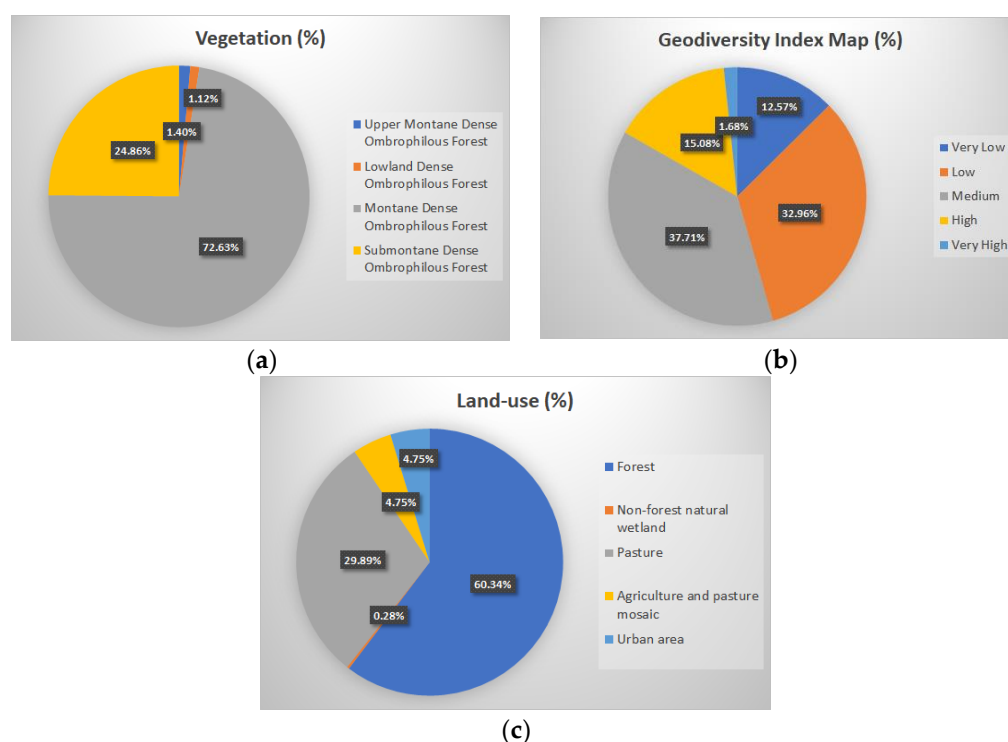 Vegetation (%)
1.12%
1.40%
24.86%
72.63%
Upper Montane Dense
Ombrophilous Forest
Lowland Dense
Ombrophilous Forest
Montane Dense
Ombrophilous Forest
Submontane Dense
Ombrophilous Forest
(a)
Geodiversity Index Map (%)
12.57%
1.68%
15.08%
32.96%
37.71%
Very Low
Low
Medium
High
Very High
(b)
Land-use (%)
4.75%
4.75%
29.89%
60.34%
0.28%
Forest
Non-forest natural
wetland
Pasture
Agriculture and pasture
mosaic
Urban area
(c)